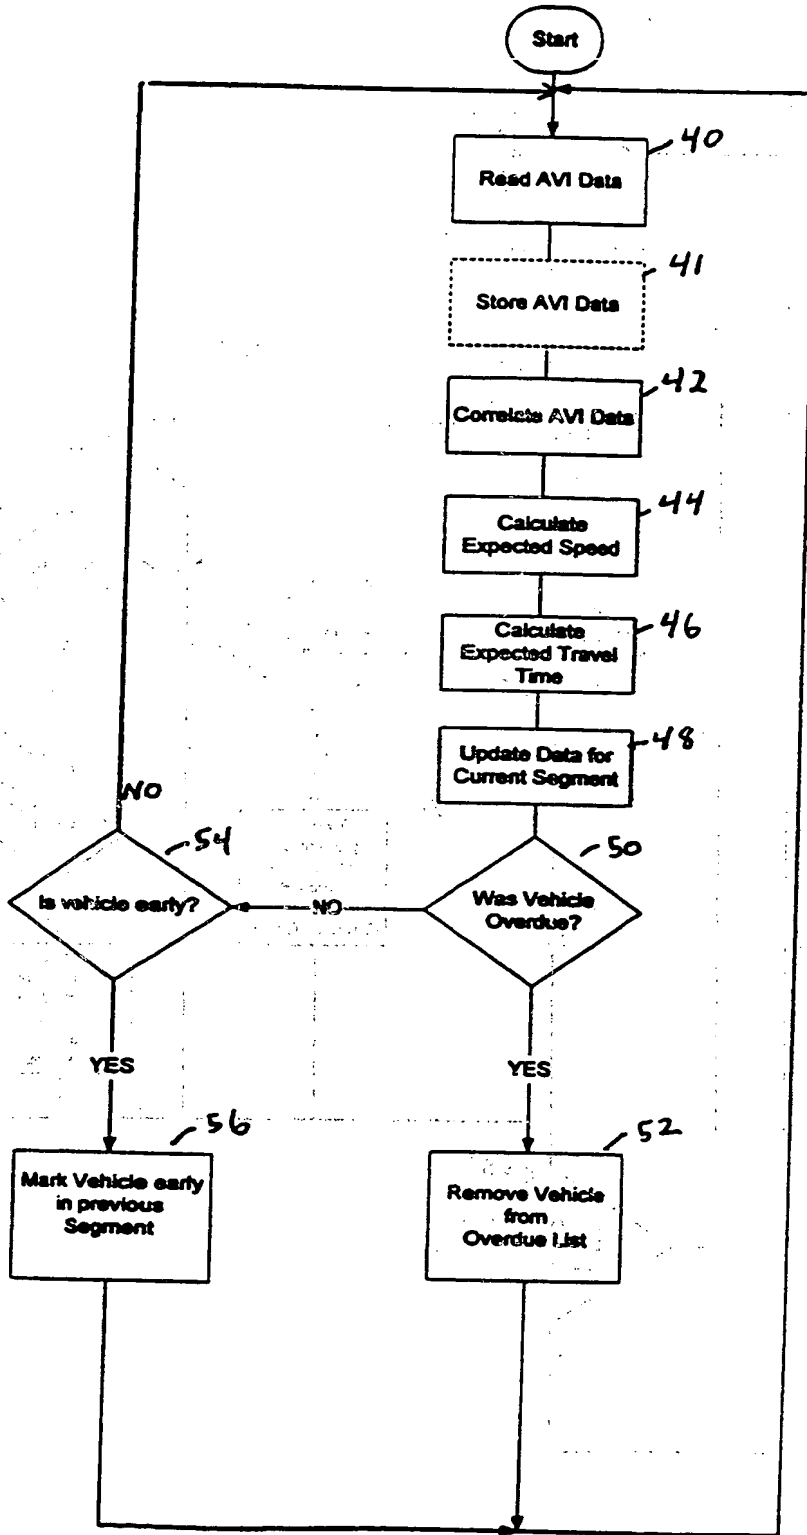 Start
40
Read AVI Data
41
Store AVI Data
42
Correlate AVI Data
44
Calculate
Expected Speed
46
Calculate
Expected Travel
Time
48
Update Data for
Current Segment
NO
54
50
Is vehicle early?
NO
Was Vehicle
Overdue?
YES
YES
56
52
Mark Vehicle early
in previous
Segment
Remove Vehicle
from
Overdue List